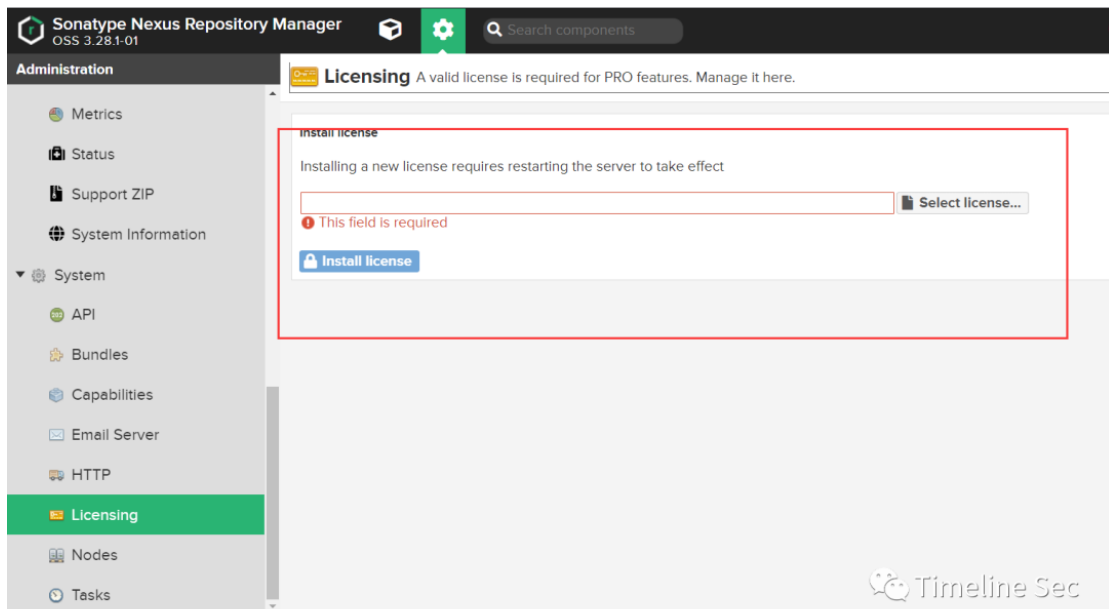 Sonatype Nexus Repository Manager
OSS 3.28.1-01
Search components
Administration
Licensing A valid license is required for PRO features. Manage it here.
Metrics
Status
Support ZIP
System Information
System
API
Bundles
Capabilities
Email Server
HTTP
Licensing
Nodes
Tasks
Install license
Installing a new license requires restarting the server to take effect
Select license...
This field is required
Install license
Timeline Sec